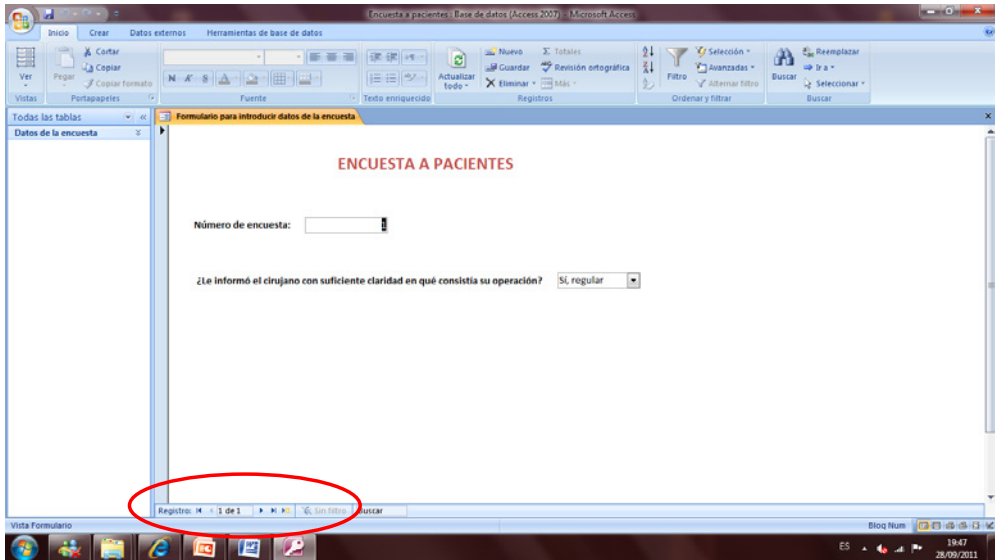 Encuesta a pacientes : Base de datos (Access 2007) - Microsoft Access
Inicio Crear Datos externos Herramientas de base de datos
Ver
Vistas
Pegar
Cortar
Copiar
Copiar formato
Portapapeles
N K S
Fuente
Texto enriquecido
Actualizar todo
Nuevo
Guardar
Eliminar
Totales
Revisión ortográfica
Más
Registros
Filtro
Selección
Avanzadas
Alternar filtro
Ordenar y filtrar
Buscar
Reemplazar
Ir a
Seleccionar
Buscar
Todas las tablas
Datos de la encuesta
Formulario para introducir datos de la encuesta
ENCUESTA A PACIENTES
Número de encuesta: 1
¿Le informó el cirujano con suficiente claridad en qué consistía su operación? Sí, regular
Registro: 1 de 1 Sin filtro Buscar
Vista Formulario
Bloq Num
ES
19:47
28/09/2011